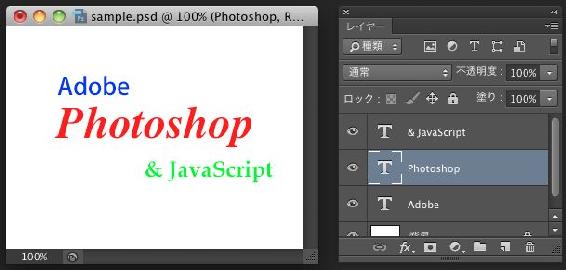 sample.psd @ 100% (Photoshop, R...
Adobe
Photoshop
& JavaScript
100%
レイヤー
種類
通常
不透明度: 100%
ロック:
塗り: 100%
& JavaScript
Photoshop
Adobe
背景
fx